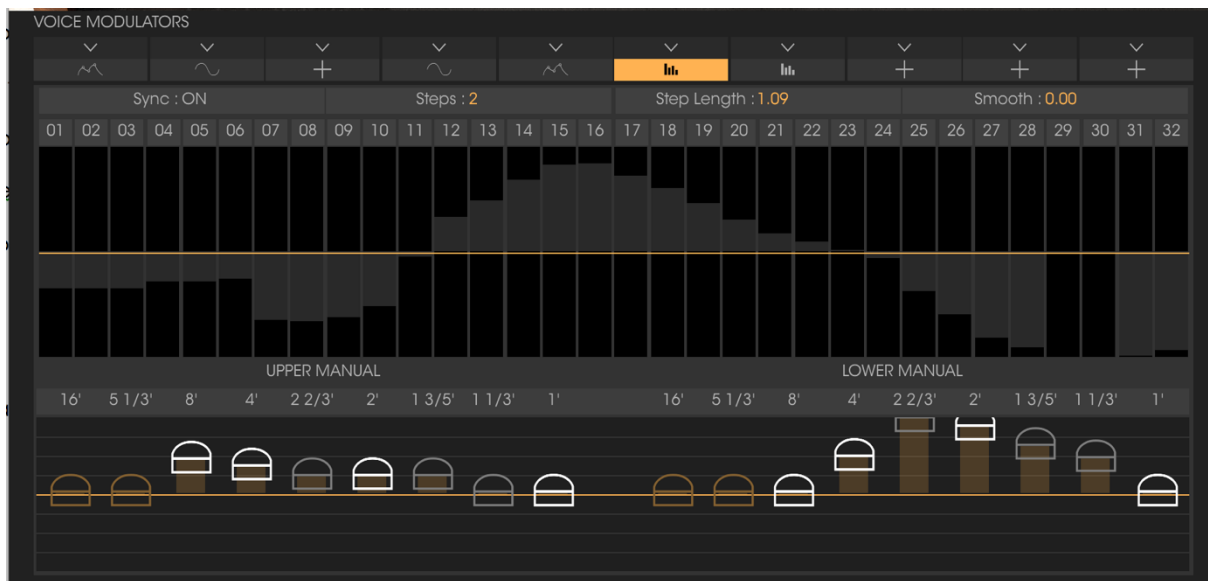 VOICE MODULATORS
Sync : ON Steps : 2 Step Length : 1.09 Smooth : 0.00
01 02 03 04 05 06 07 08 09 10 11 12 13 14 15 16 17 18 19 20 21 22 23 24 25 26 27 28 29 30 31 32
UPPER MANUAL LOWER MANUAL
16' 5 1/3' 8' 4' 2 2/3' 2' 1 3/5' 1 1/3' 1' 16' 5 1/3' 8' 4' 2 2/3' 2' 1 3/5' 1 1/3' 1'